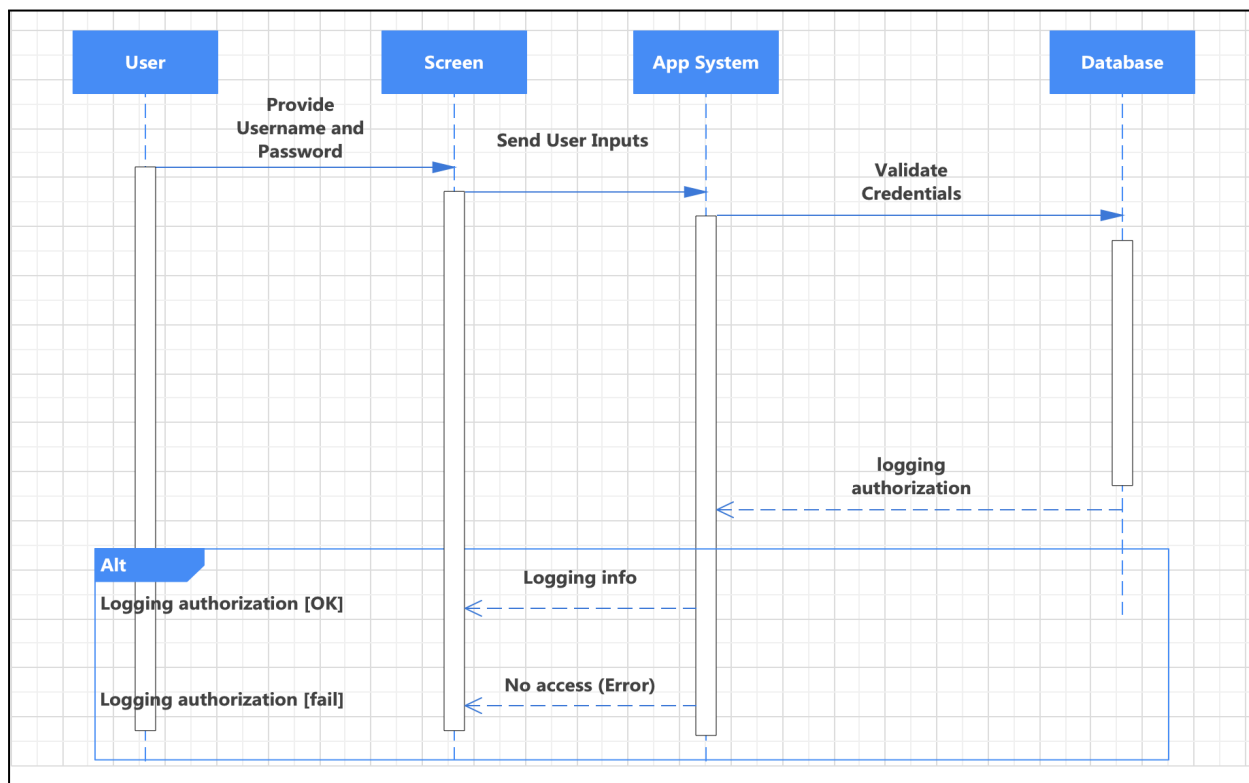 User
Screen
App System
Database
Provide
Username and
Password
Send User Inputs
Validate
Credentials
logging
authorization
Alt
Logging info
Logging authorization [OK]
No access (Error)
Logging authorization [fail]